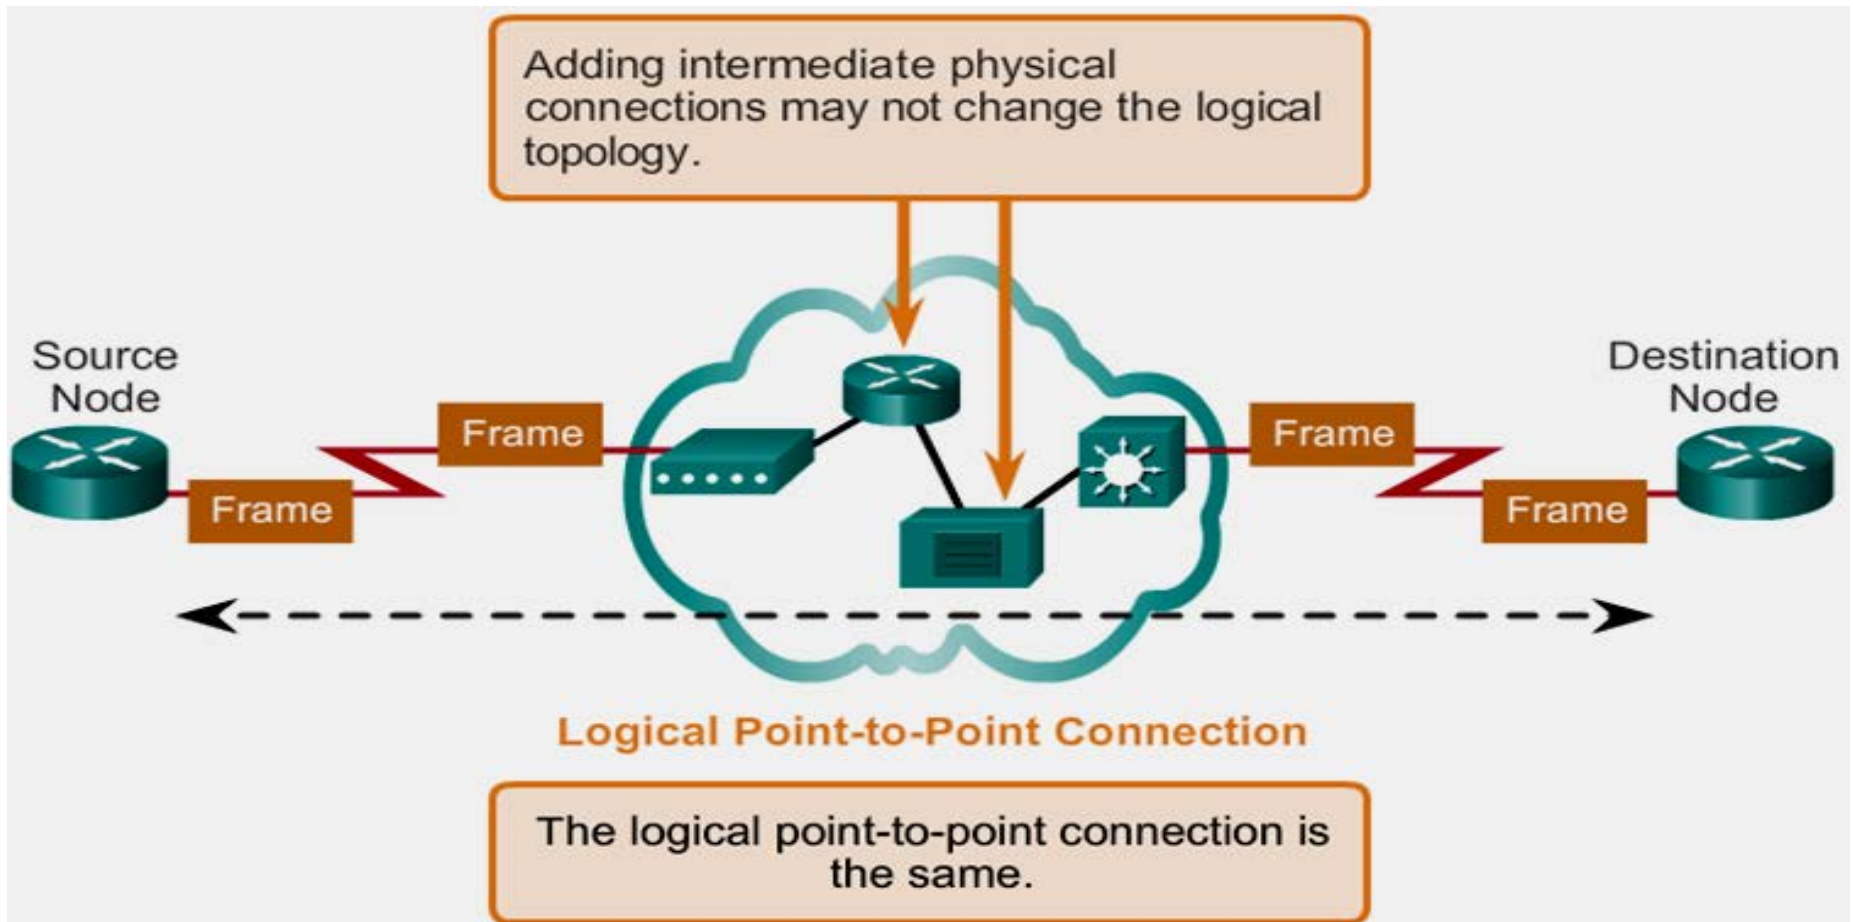 Adding intermediate physical
connections may not change the logical
topology.
Source
Node
Destination
Node
Frame
Frame
Frame
Frame
Logical Point-to-Point Connection
The logical point-to-point connection is
the same.